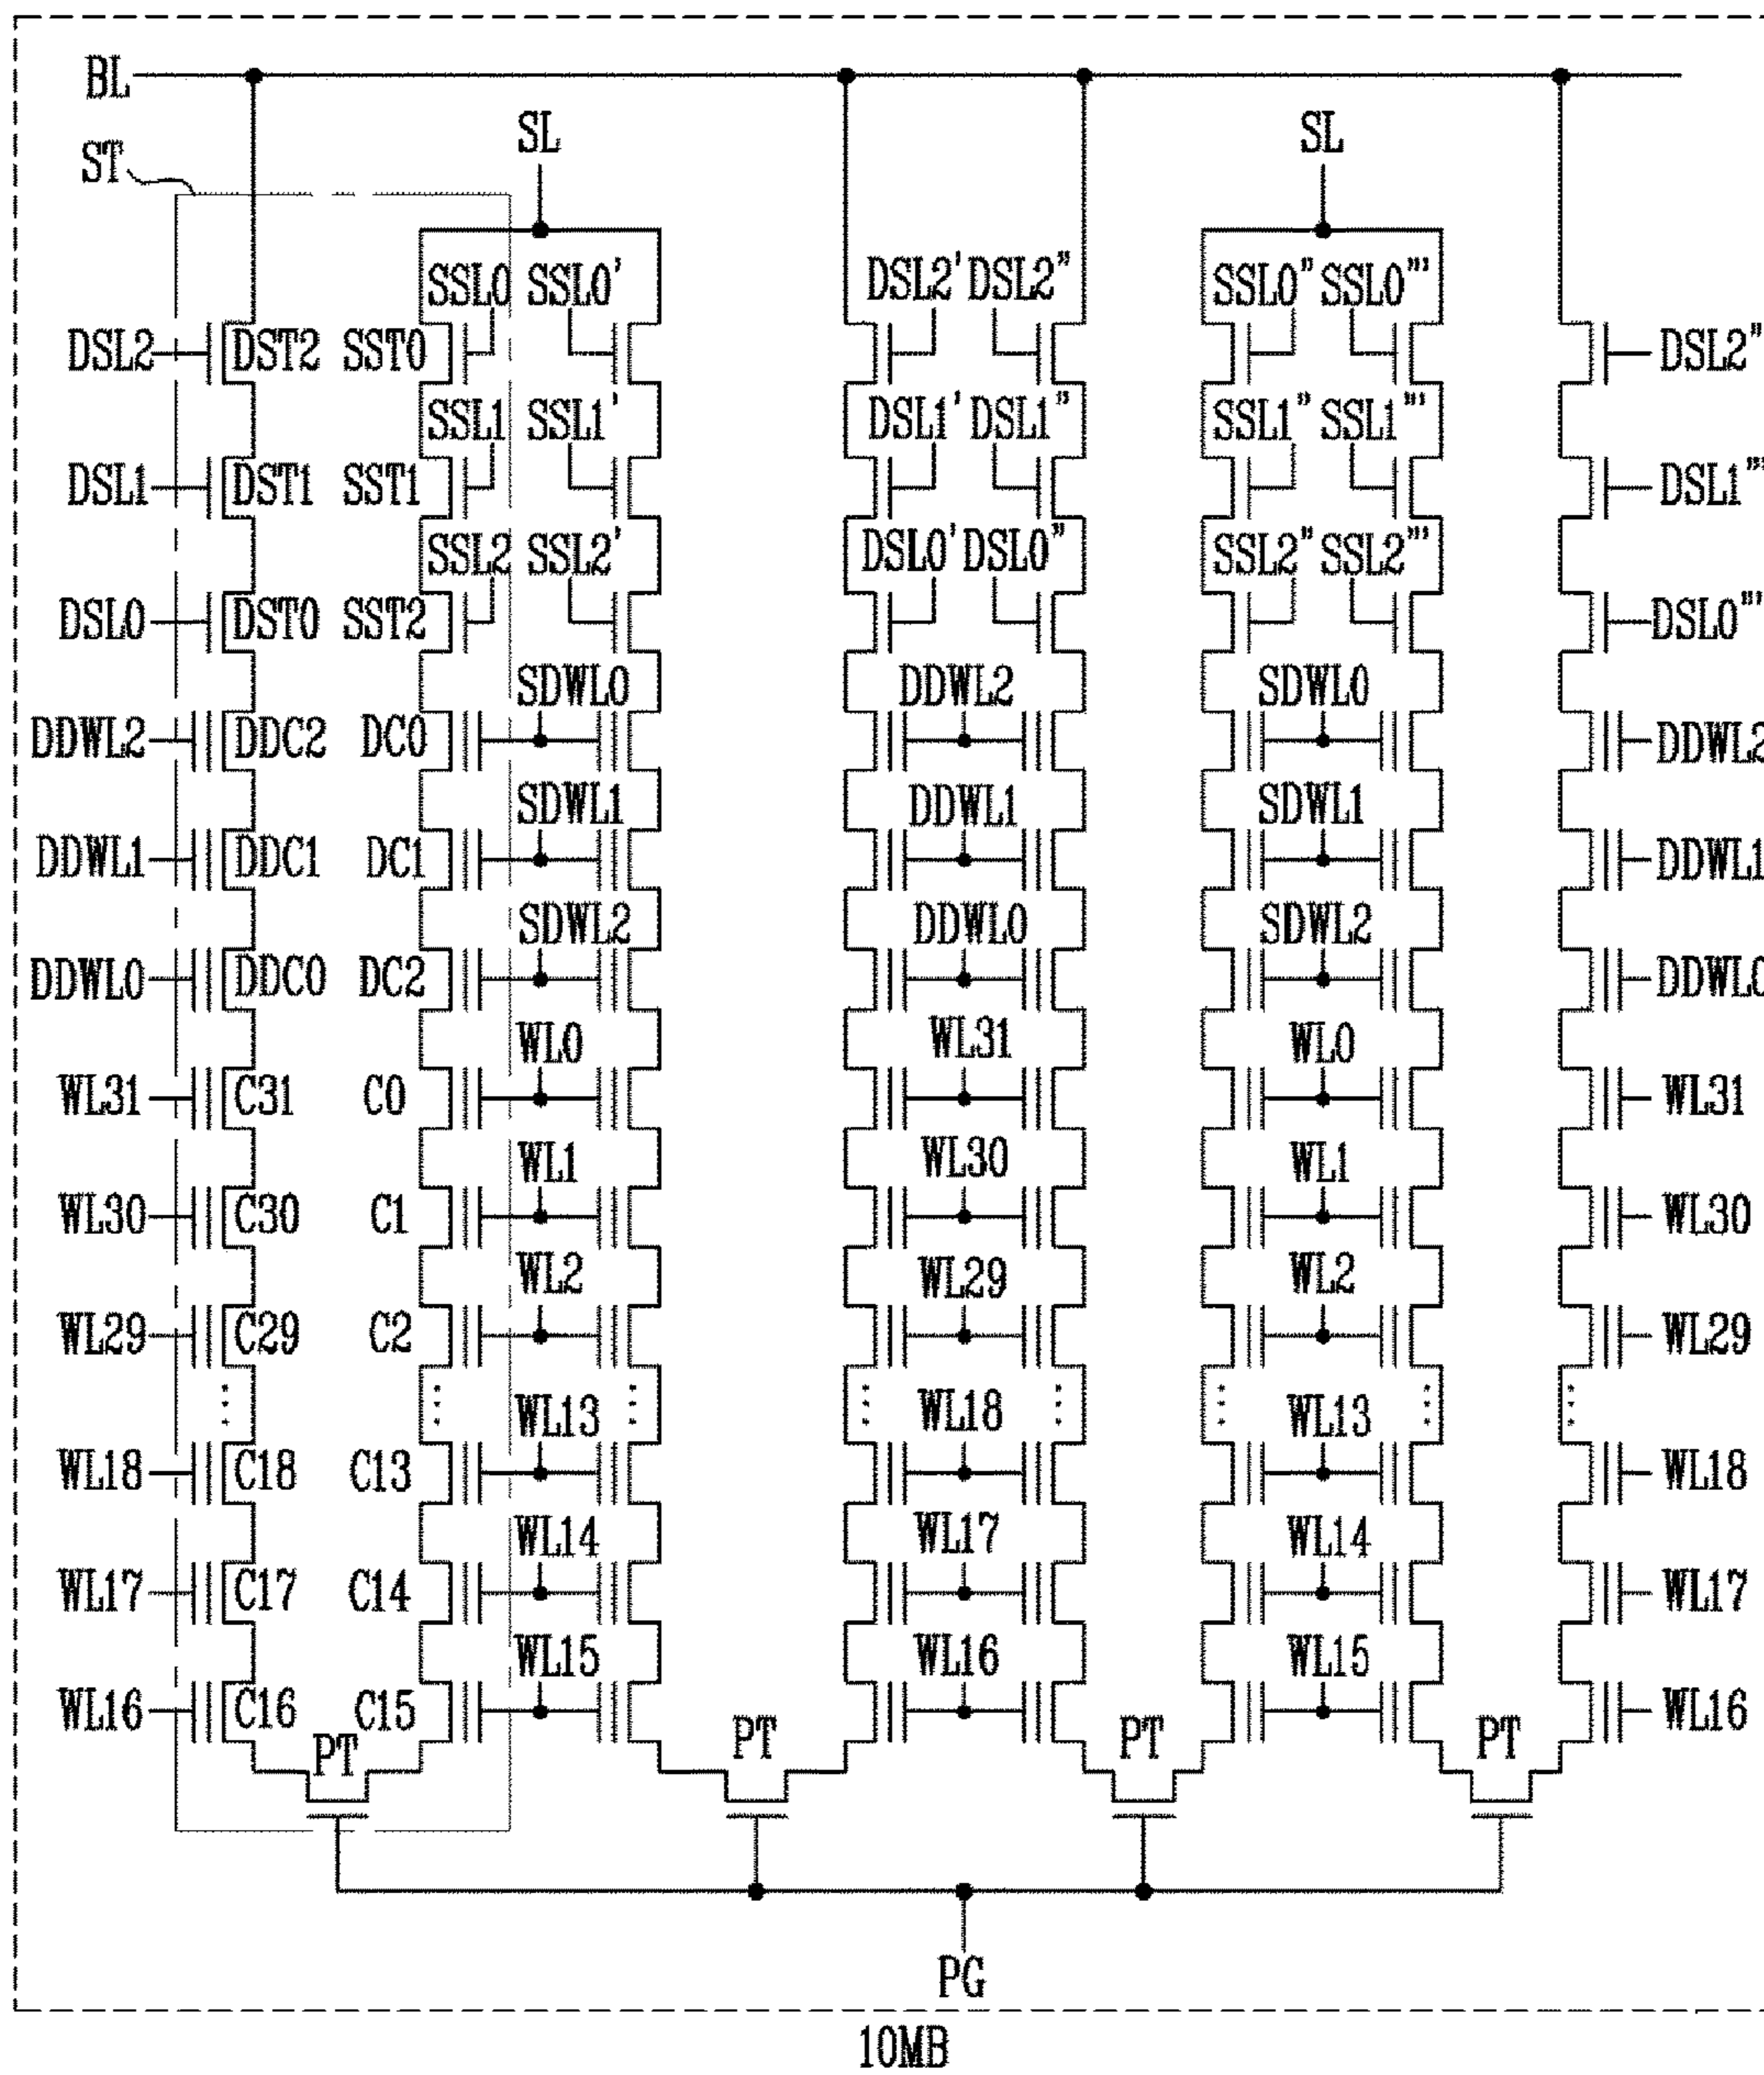 BL
ST
SL SL
SSL0 SSL0' DSL2' DSL2" SSL0" SSL0"'
DSL2 DST2 SST0 DSL2"
SSL1 SSL1' DSL1' DSL1" SSL1" SSL1"'
DSL1 DST1 SST1 DSL1"'
SSL2 SSL2' DSL0' DSL0" SSL2" SSL2"'
DSL0 DST0 SST2 DSL0"'
SDWL0 DDWL2 SDWL0
DDWL2 DDC2 DC0 DDWL2
SDWL1 DDWL1 SDWL1
DDWL1 DDC1 DC1 DDWL1
SDWL2 DDWL0 SDWL2
DDWL0 DDC0 DC2 DDWL0
WL0 WL31 WL0
WL31 C31 C0 WL31
WL1 WL30 WL1
WL30 C30 C1 WL30
WL2 WL29 WL2
WL29 C29 C2 WL29
WL13 WL18 WL13
WL18 C18 C13 WL18
WL14 WL17 WL14
WL17 C17 C14 WL17
WL15 WL16 WL15
WL16 C16 C15 WL16
PT PT PT PT
PG
10MB